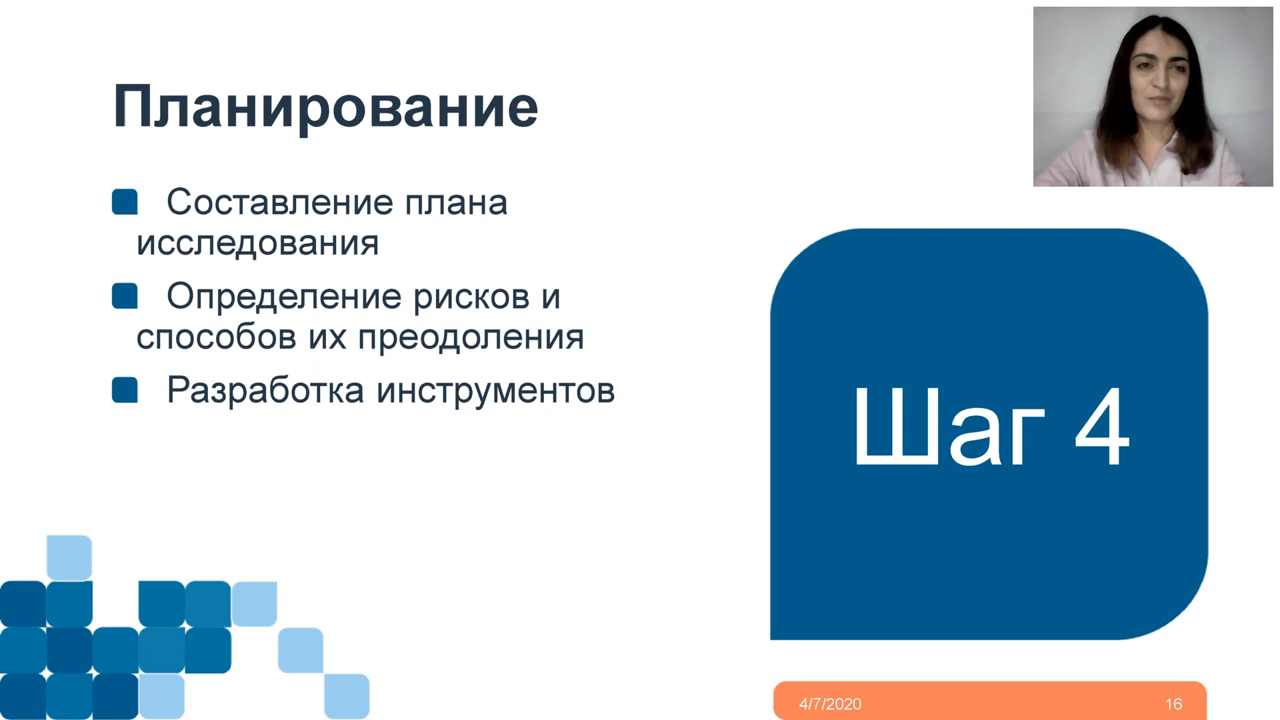 Планирование
Составление плана
исследования
Определение рисков и
способов их преодоления
Разработка инструментов
Шаг 4
4/7/2020
16